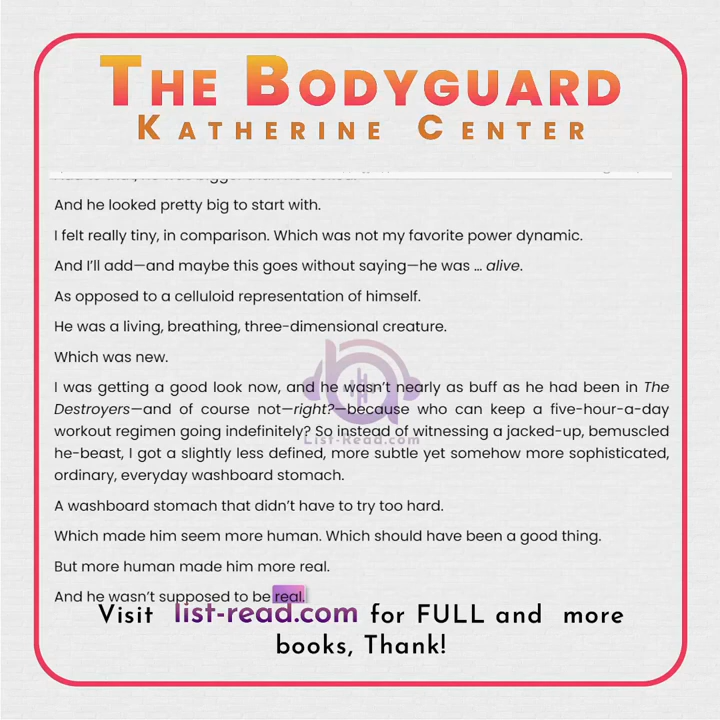 THE BODYGUARD
KATHERINE CENTER
And he looked pretty big to start with.
I felt really tiny, in comparison. Which was not my favorite power dynamic.
And I’ll add—and maybe this goes without saying—he was … alive.
As opposed to a celluloid representation of himself.
He was a living, breathing, three-dimensional creature.
Which was new.
I was getting a good look now, and he wasn’t nearly as buff as he had been in The
Destroyers—and of course not—right?—because who can keep a five-hour-a-day
workout regimen going indefinitely? So instead of witnessing a jacked-up, bemuscled
List-Read.com
he-beast, I got a slightly less defined, more subtle yet somehow more sophisticated,
ordinary, everyday washboard stomach.
A washboard stomach that didn’t have to try too hard.
Which made him seem more human. Which should have been a good thing.
But more human made him more real.
And he wasn’t supposed to be real.
Visit list-read.com for FULL and more
books, Thank!